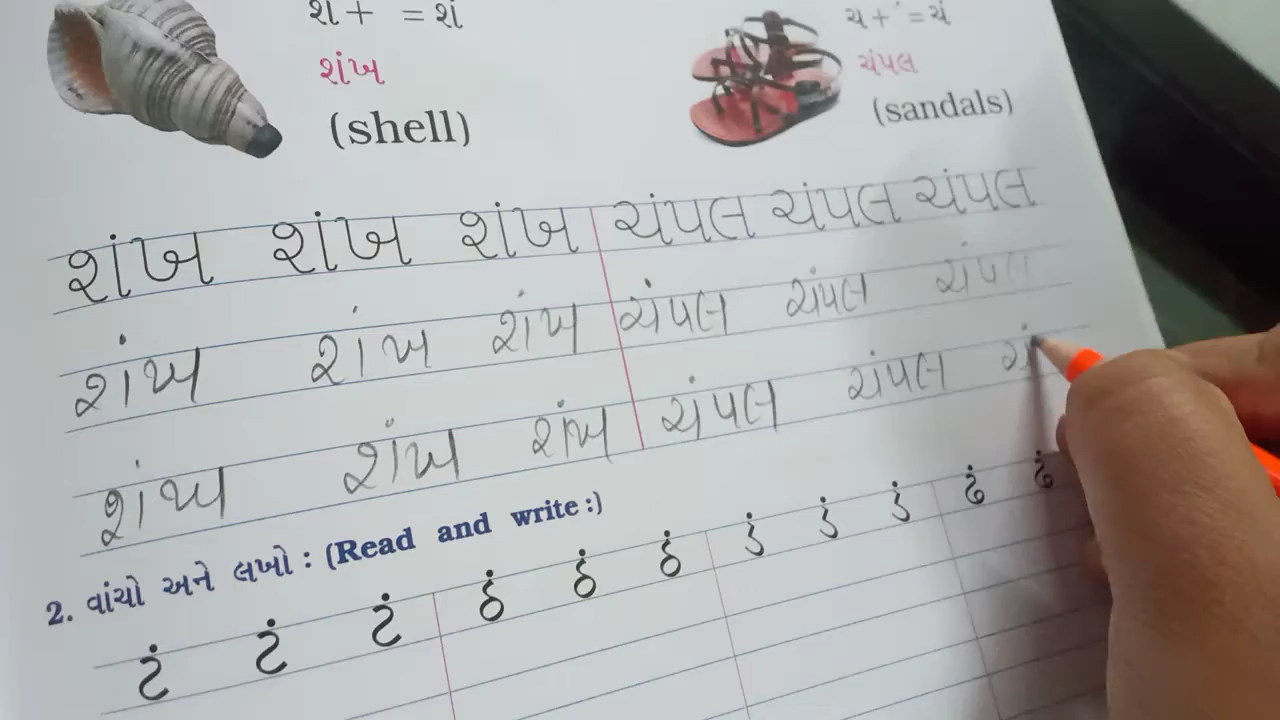 શ + ં = શં
શંખ
(shell)
ચ + ં = ચં
ચંપલ
(sandals)
શંખ શંખ શંખ ચંપલ ચંપલ ચંપલ
શંખ શંખ શંખ ચંપલ ચંપલ ચંપલ
શંખ શંખ શંખ ચંપલ ચંપલ ચં
2. વાંચો અને લખો : (Read and write :)
ટં ટં ટં ઠં ઠં ઠં ડં ડં ડં ઢં ઢં